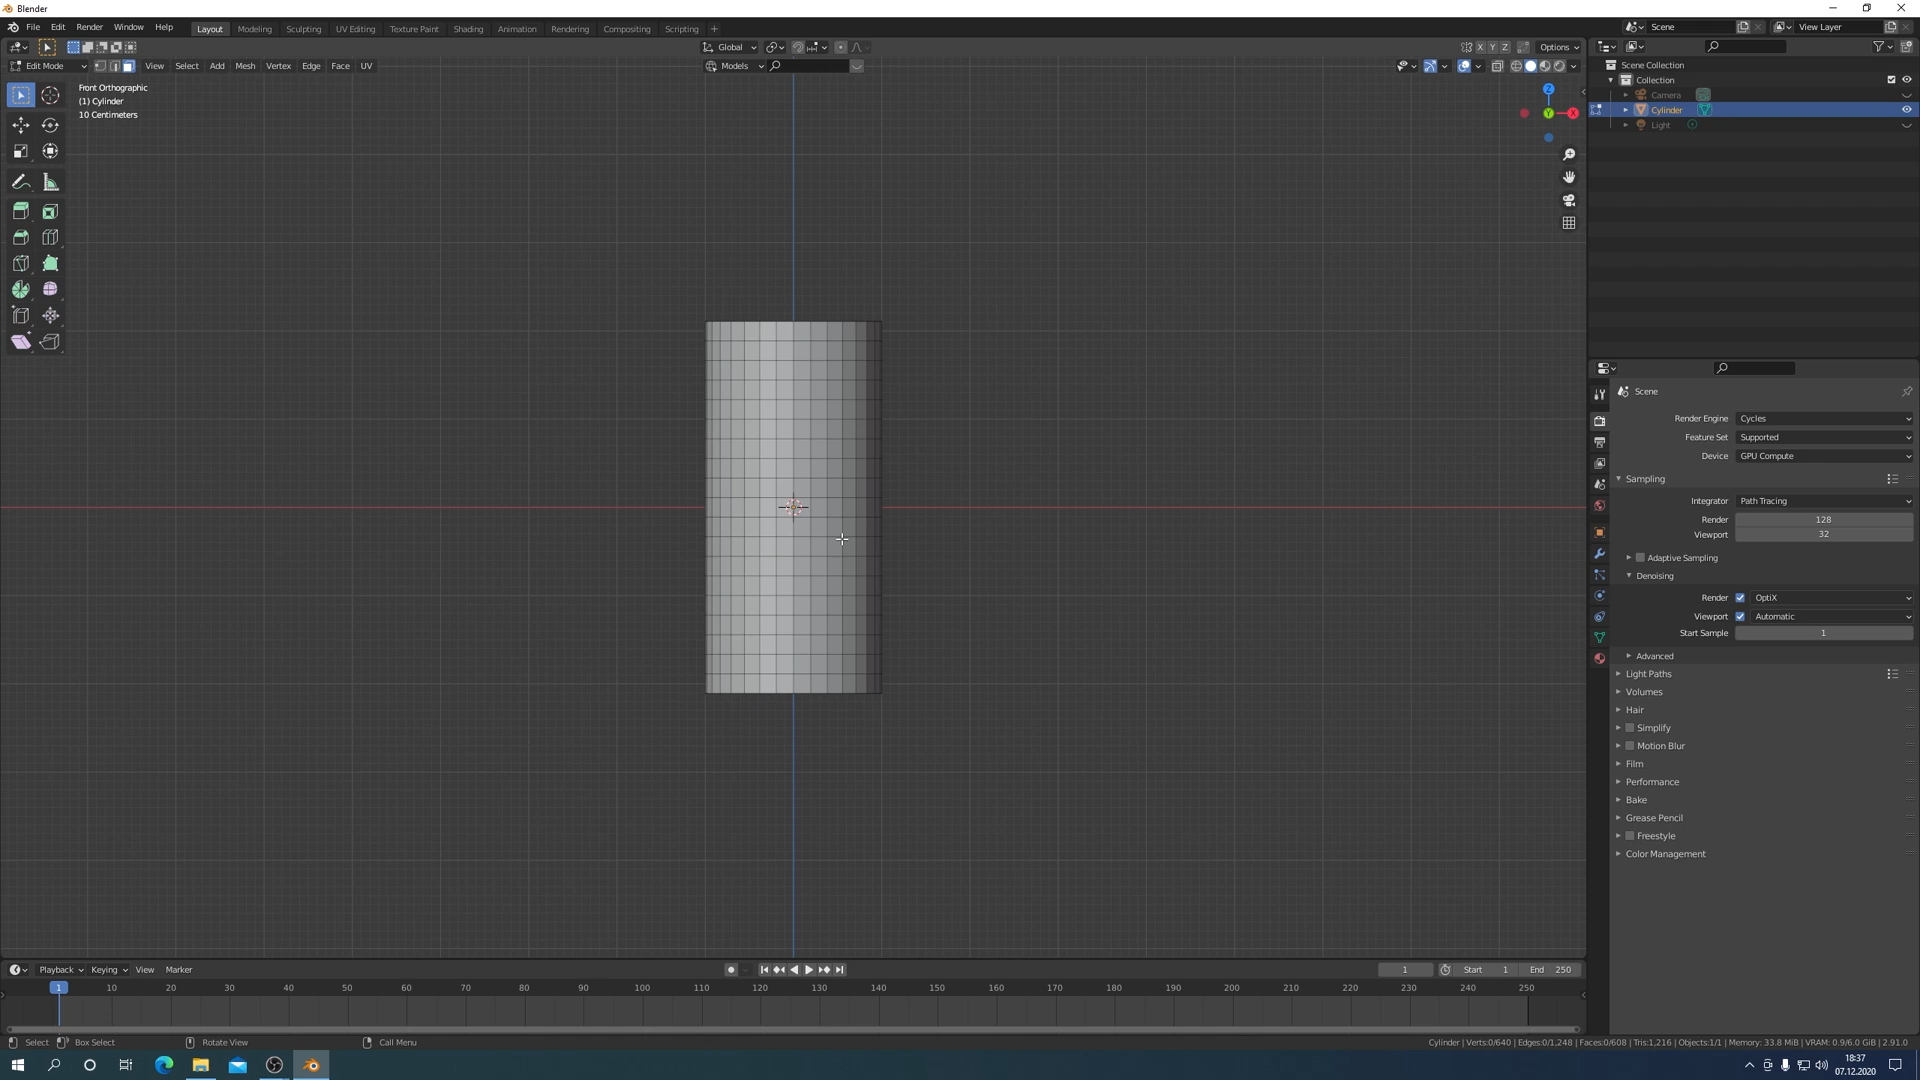 Blender
File Edit Render Window Help Layout Modeling Sculpting UV Editing Texture Paint Shading Animation Rendering Compositing Scripting + Scene View Layer
Global X Y Z Options
Edit Mode View Select Add Mesh Vertex Edge Face UV Models
Front Orthographic
(1) Cylinder
10 Centimeters
Z
Y X
Scene Collection
Collection
Camera
Cylinder
Light
Scene
Render Engine Cycles
Feature Set Supported
Device GPU Compute
Sampling
Integrator Path Tracing
Render 128
Viewport 32
Adaptive Sampling
Denoising
Render OptiX
Viewport Automatic
Start Sample 1
Advanced
Light Paths
Volumes
Hair
Simplify
Motion Blur
Film
Performance
Bake
Grease Pencil
Freestyle
Color Management
Playback Keying View Marker 1 Start 1 End 250
1 10 20 30 40 50 60 70 80 90 100 110 120 130 140 150 160 170 180 190 200 210 220 230 240 250
Select Box Select Rotate View Call Menu Cylinder | Verts:0/640 | Edges:0/1,248 | Faces:0/608 | Tris:1,216 | Objects:1/1 | Memory: 33.8 MiB | VRAM: 0.9/6.0 GiB | 2.91.0
18:37
07.12.2020